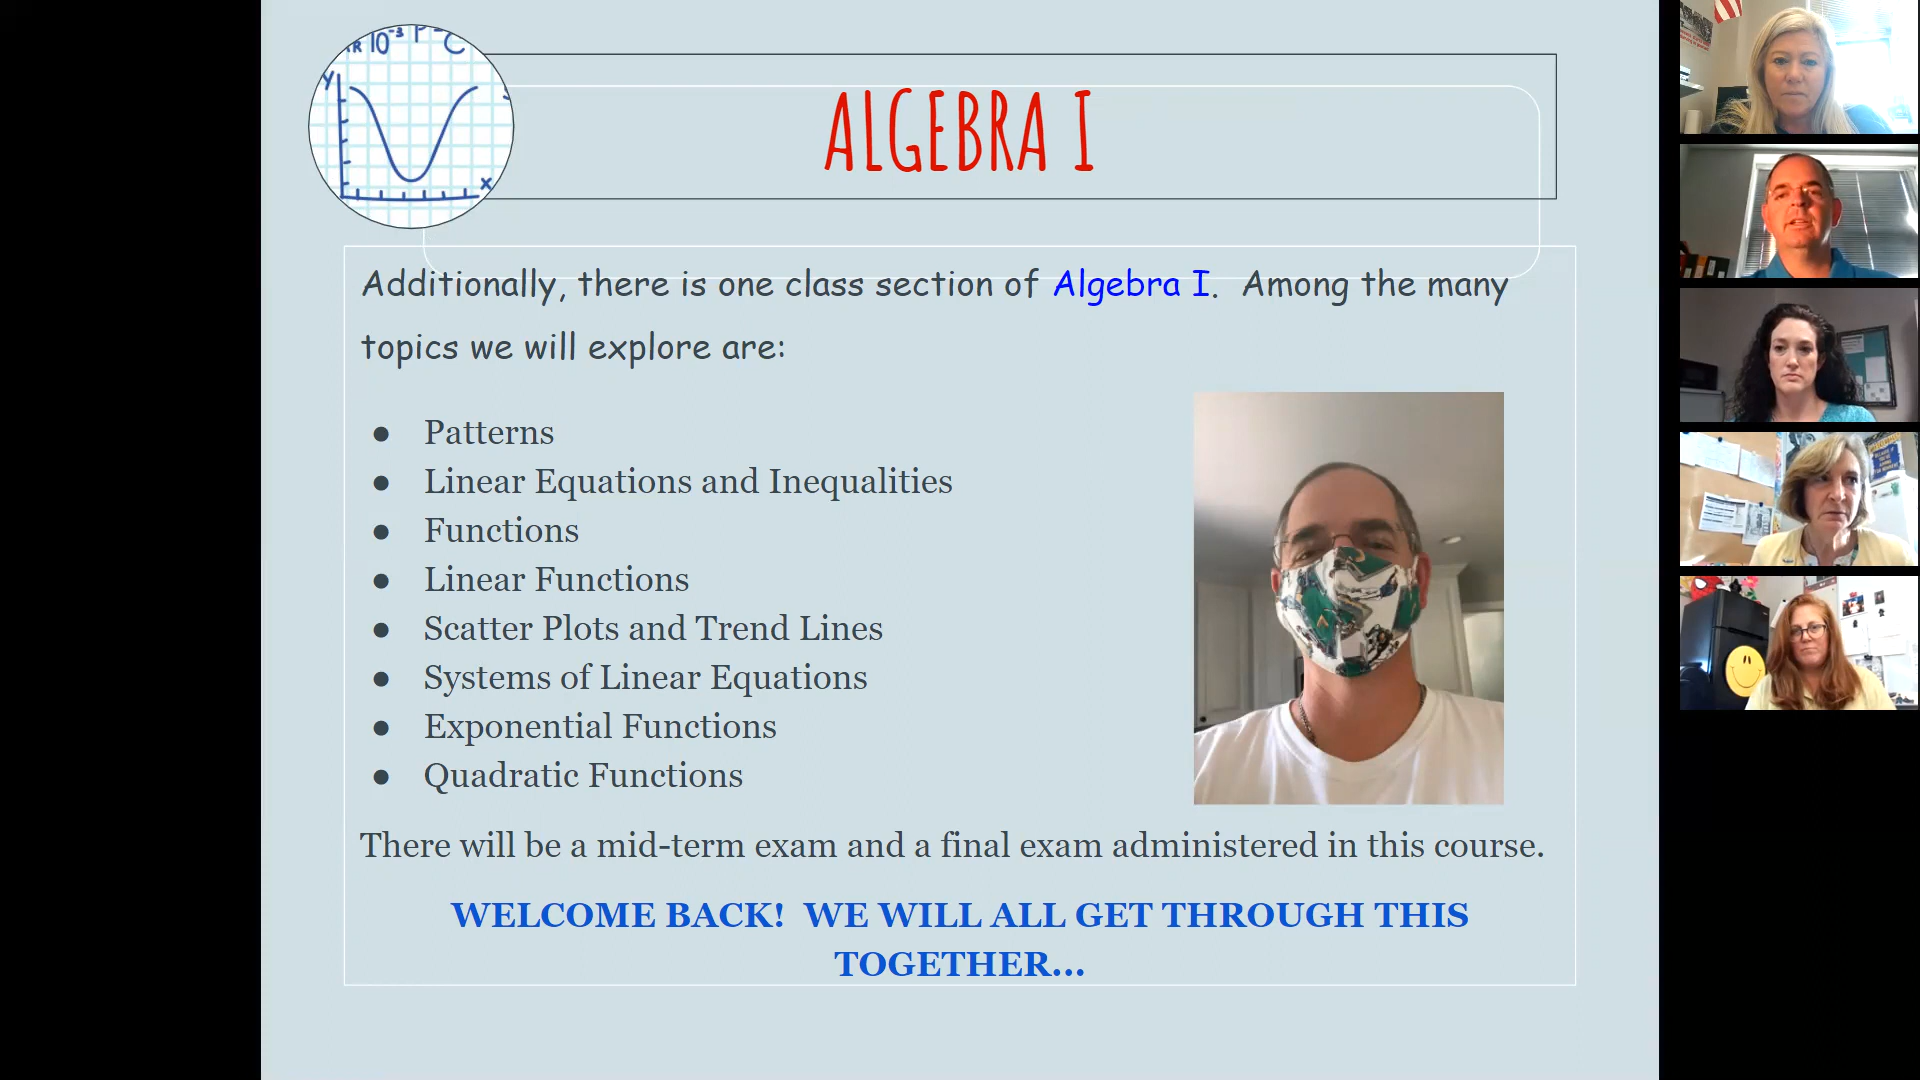 R 10⁻³ P - C
y
x
ALGEBRA I
Additionally, there is one class section of Algebra I. Among the many
topics we will explore are:
● Patterns
● Linear Equations and Inequalities
● Functions
● Linear Functions
● Scatter Plots and Trend Lines
● Systems of Linear Equations
● Exponential Functions
● Quadratic Functions
There will be a mid-term exam and a final exam administered in this course.
WELCOME BACK! WE WILL ALL GET THROUGH THIS
TOGETHER...